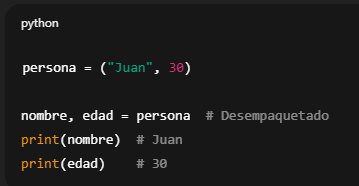 python
persona = ("Juan", 30)
nombre, edad = persona  # Desempaquetado
print(nombre)  # Juan
print(edad)    # 30